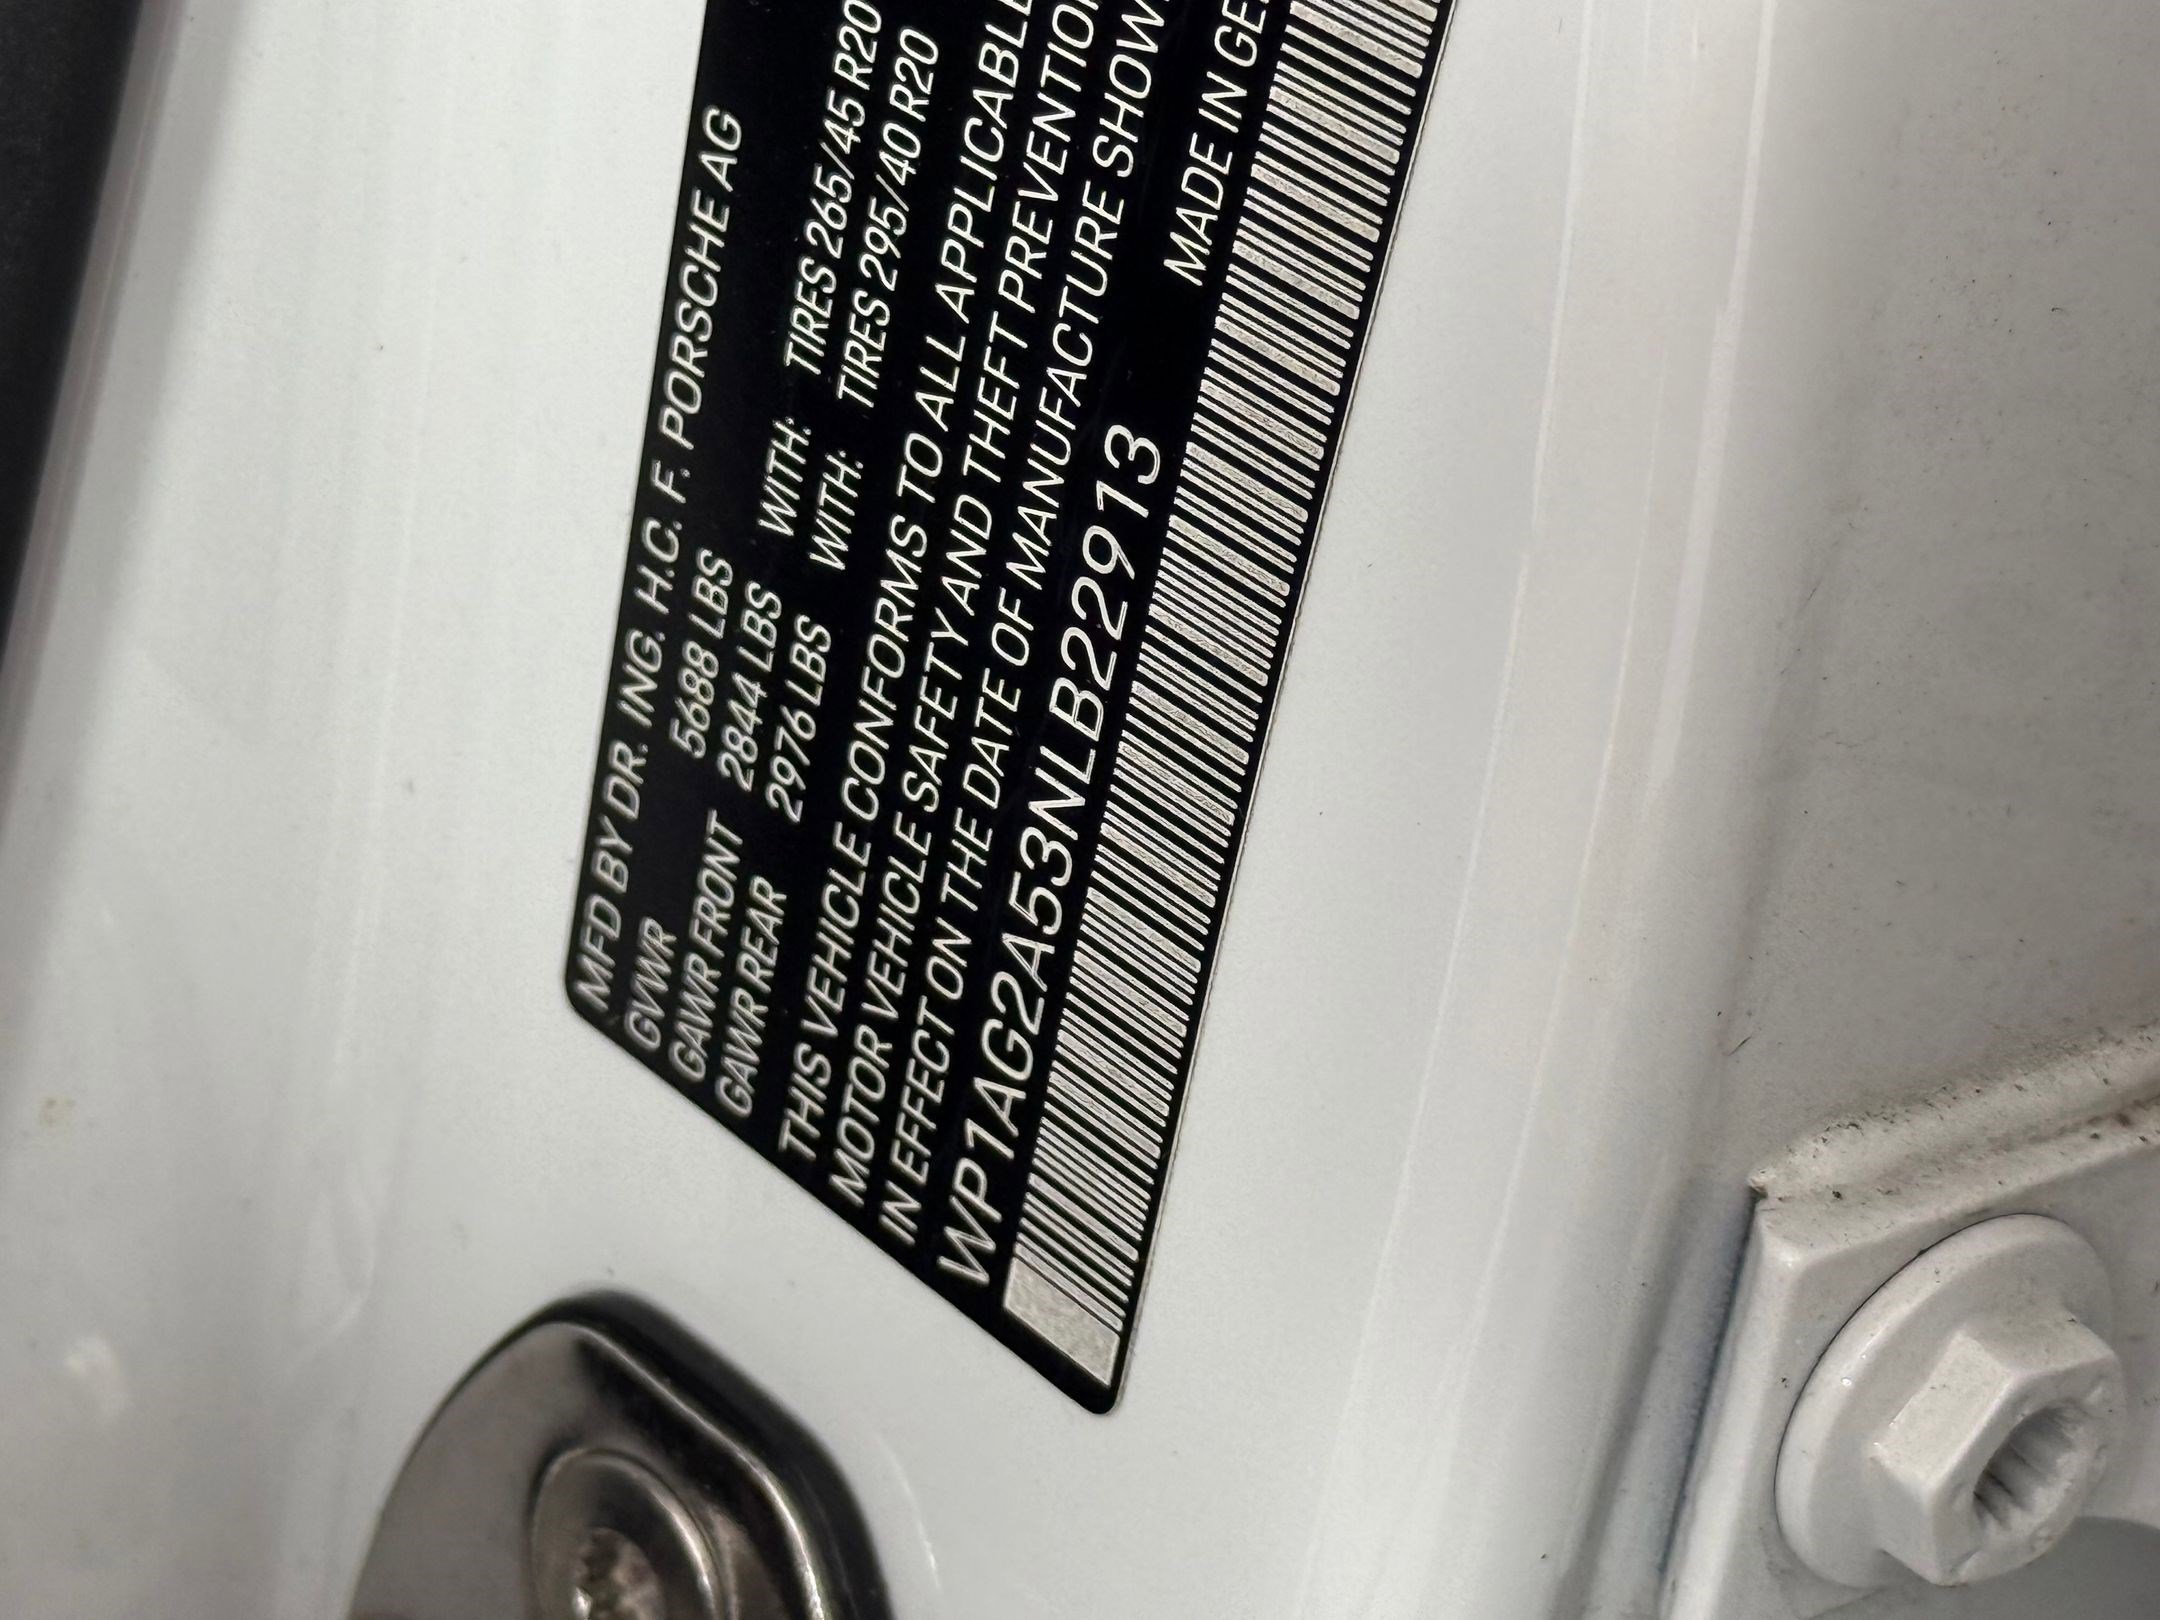 MFD BY DR. ING. H.C. F. PORSCHE AG
GVWR 5688 LBS
GAWR FRONT 2844 LBS WITH: TIRES 265/45 R20
GAWR REAR 2976 LBS WITH: TIRES 295/40 R20
THIS VEHICLE CONFORMS TO ALL APPLICABLE
MOTOR VEHICLE SAFETY AND THEFT PREVENTION
IN EFFECT ON THE DATE OF MANUFACTURE SHOW
WP1AG2A53NLB22913 MADE IN GE